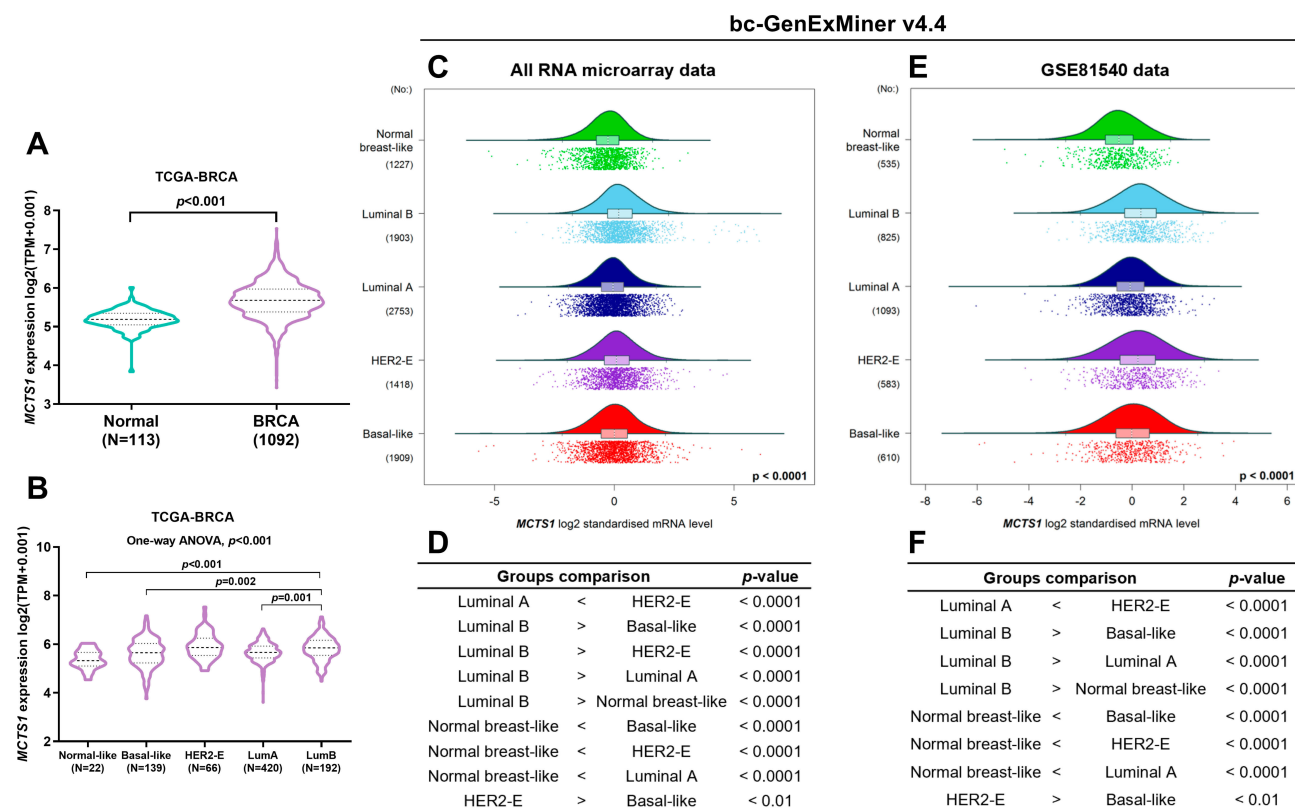 bc-GenExMiner v4.4
A
TCGA-BRCA
p<0.001
MCTS1 expression log2(TPM+0.001)
8
7
6
5
4
3
Normal
(N=113)
BRCA
(1092)
B
TCGA-BRCA
One-way ANOVA, p<0.001
p<0.001
p=0.002
p=0.001
MCTS1 expression log2(TPM+0.001)
10
8
6
4
2
Normal-like
(N=22)
Basal-like
(N=139)
HER2-E
(N=66)
LumA
(N=420)
LumB
(N=192)
C
All RNA microarray data
(No:)
Normal
breast-like
(1227)
Luminal B
(1903)
Luminal A
(2753)
HER2-E
(1418)
Basal-like
(1909)
p < 0.0001
-5 0 5
MCTS1 log2 standardised mRNA level
D
Groups comparison p-value
Luminal A < HER2-E < 0.0001
Luminal B > Basal-like < 0.0001
Luminal B > HER2-E < 0.0001
Luminal B > Luminal A < 0.0001
Luminal B > Normal breast-like < 0.0001
Normal breast-like < Basal-like < 0.0001
Normal breast-like < HER2-E < 0.0001
Normal breast-like < Luminal A < 0.0001
HER2-E > Basal-like < 0.01
E
GSE81540 data
(No:)
Normal
breast-like
(535)
Luminal B
(825)
Luminal A
(1093)
HER2-E
(583)
Basal-like
(610)
p < 0.0001
-8 -6 -4 -2 0 2 4 6
MCTS1 log2 standardised mRNA level
F
Groups comparison p-value
Luminal A < HER2-E < 0.0001
Luminal B > Basal-like < 0.0001
Luminal B > Luminal A < 0.0001
Luminal B > Normal breast-like < 0.0001
Normal breast-like < Basal-like < 0.0001
Normal breast-like < HER2-E < 0.0001
Normal breast-like < Luminal A < 0.0001
HER2-E > Basal-like < 0.01